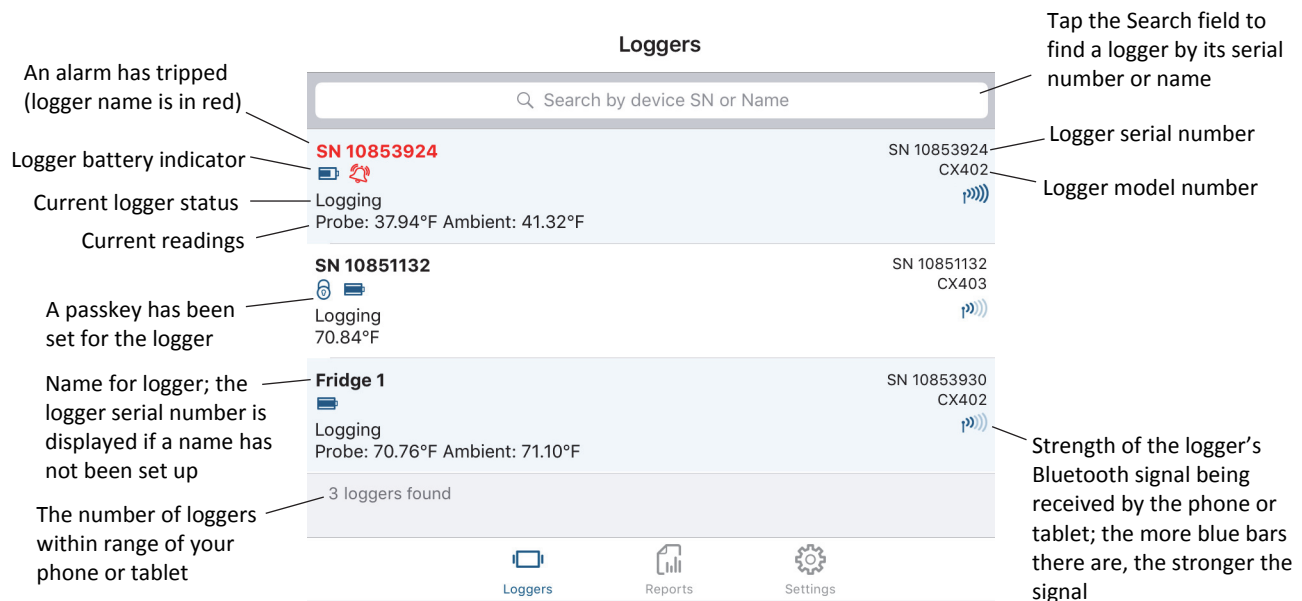 Loggers
Tap the Search field to
find a logger by its serial
number or name
An alarm has tripped
(logger name is in red)
Search by device SN or Name
SN 10853924
SN 10853924
CX402
Logger serial number
Logger model number
Logger battery indicator
Current logger status
Logging
Current readings
Probe: 37.94°F Ambient: 41.32°F
SN 10851132
SN 10851132
CX403
A passkey has been
set for the logger
Logging
70.84°F
Name for logger; the
logger serial number is
displayed if a name has
not been set up
Fridge 1
SN 10853930
CX402
Logging
Probe: 70.76°F Ambient: 71.10°F
Strength of the logger’s
Bluetooth signal being
received by the phone or
tablet; the more blue bars
there are, the stronger the
signal
3 loggers found
The number of loggers
within range of your
phone or tablet
Loggers
Reports
Settings